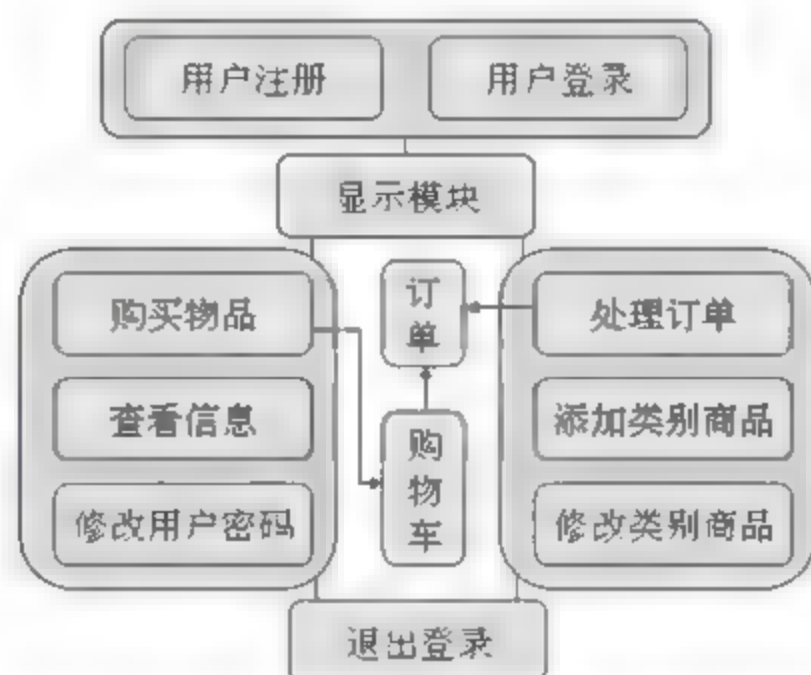 用户注册
用户登录
显示模块
购买物品
查看信息
修改用户密码
订单
购物车
处理订单
添加类别商品
修改类别商品
退出登录